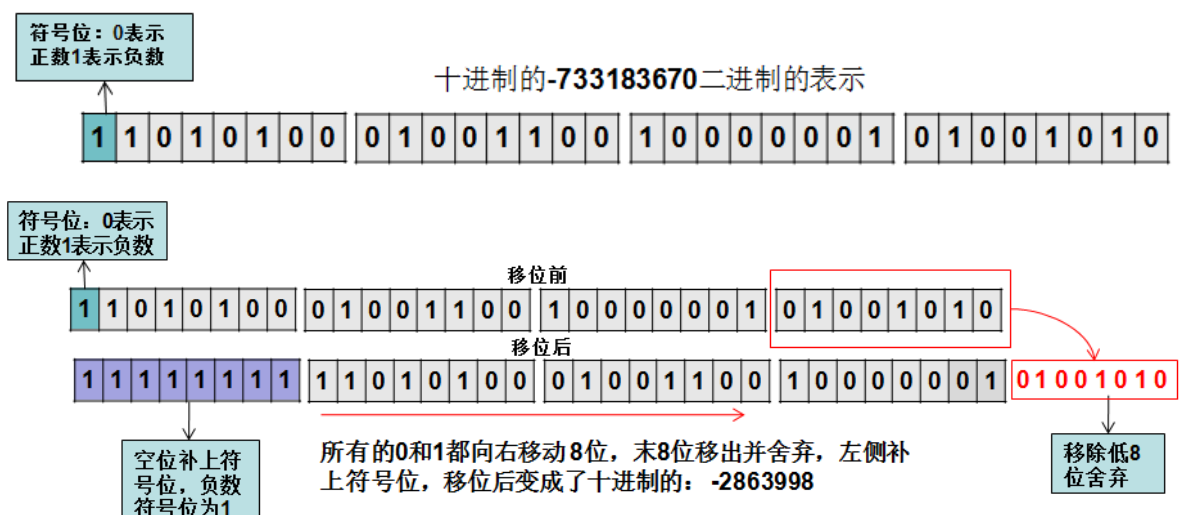 符号位：0表示
正数1表示负数
十进制的-733183670二进制的表示
1 1 0 1 0 1 0 0 0 1 0 0 1 1 0 0 1 0 0 0 0 0 0 1 0 1 0 0 1 0 1 0
符号位：0表示
正数1表示负数
移位前
1 1 0 1 0 1 0 0 0 1 0 0 1 1 0 0 1 0 0 0 0 0 0 1 0 1 0 0 1 0 1 0
移位后
1 1 1 1 1 1 1 1 1 1 0 1 0 1 0 0 0 1 0 0 1 1 0 0 1 0 0 0 0 0 0 1 01001010
空位补上符
号位，负数
符号位为1
所有的0和1都向右移动8位，末8位移出并舍弃，左侧补
上符号位，移位后变成了十进制的：-2863998
移除低8
位舍弃